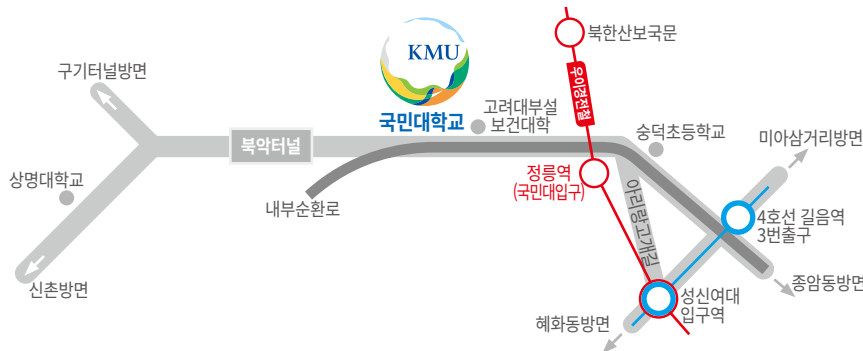 북한산보국문
KMU
국민대학교
구기터널방면
우이경전철
고려대부설
보건대학
숭덕초등학교
미아삼거리방면
북악터널
정릉역
(국민대입구)
상명대학교
내부순환로
아리랑고개길
4호선 길음역
3번출구
신촌방면
종암동방면
성신여대
입구역
혜화동방면